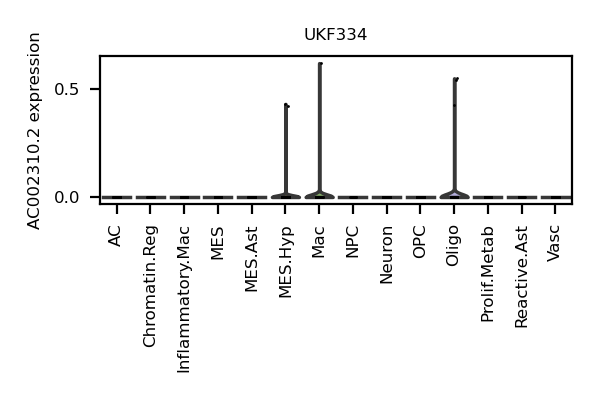 UKF334
AC002310.2 expression
0.5
0.0
AC
Chromatin.Reg
Inflammatory.Mac
MES
MES.Ast
MES.Hyp
Mac
NPC
Neuron
OPC
Oligo
Prolif.Metab
Reactive.Ast
Vasc